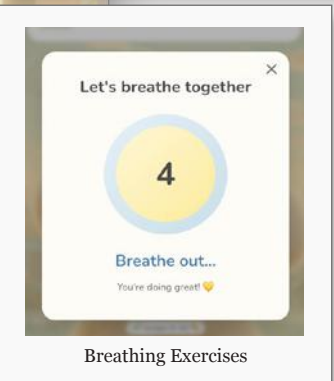 Let's breathe together
4
Breathe out...
You're doing great! 💛
Breathing Exercises